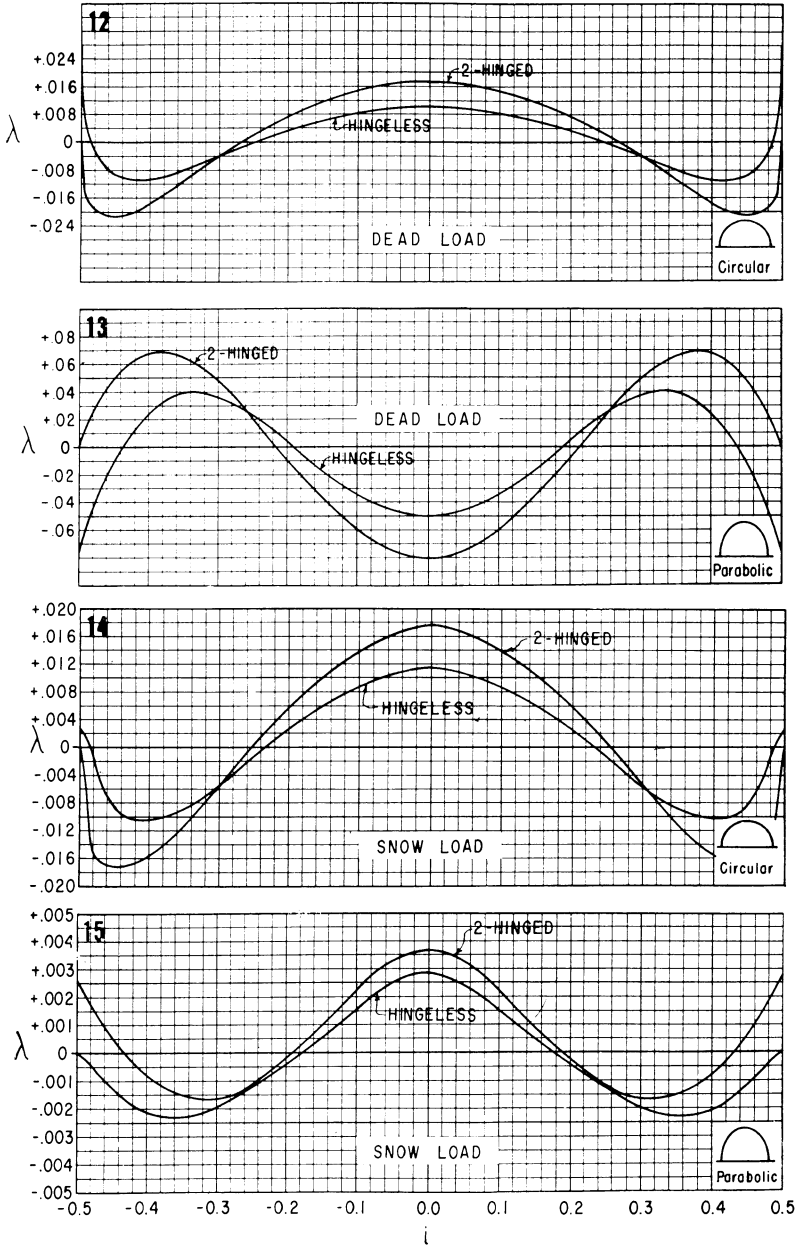 12
+.024
+.016
+.008
0
-.008
-.016
-.024
λ
2-HINGED
HINGELESS
DEAD LOAD
Circular
13
+.08
+.06
+.04
+.02
0
-.02
-.04
-.06
λ
2-HINGED
DEAD LOAD
HINGELESS
Parabolic
14
+.020
+.016
+.012
+.008
+.004
0
-.004
-.008
-.012
-.016
-.020
λ
2-HINGED
HINGELESS
SNOW LOAD
Circular
15
+.005
+.004
+.003
+.002
+.001
0
-.001
-.002
-.003
-.004
-.005
λ
2-HINGED
HINGELESS
SNOW LOAD
Parabolic
-0.5 -0.4 -0.3 -0.2 -0.1 0.0 0.1 0.2 0.3 0.4 0.5
i